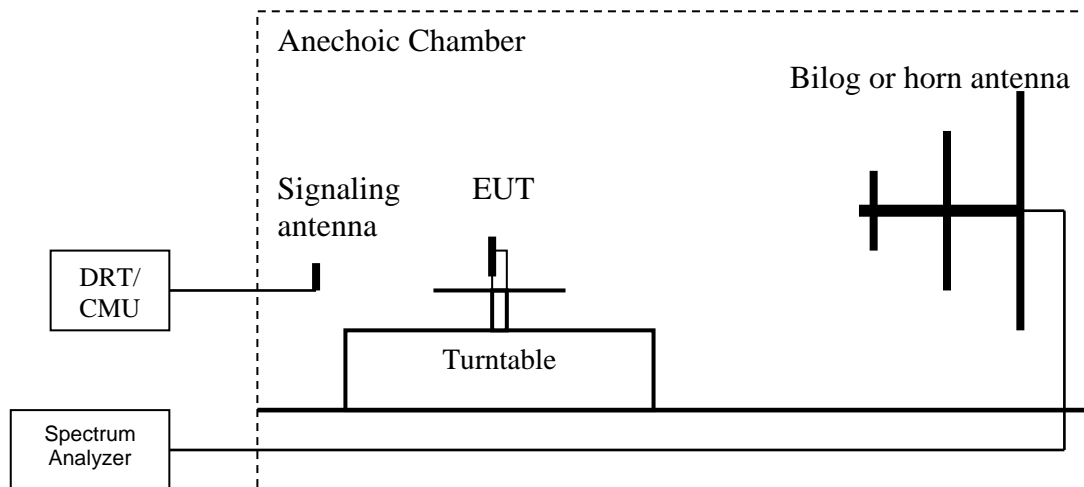 Anechoic Chamber
Bilog or horn antenna
Signaling
antenna
EUT
DRT/
CMU
Turntable
Spectrum
Analyzer